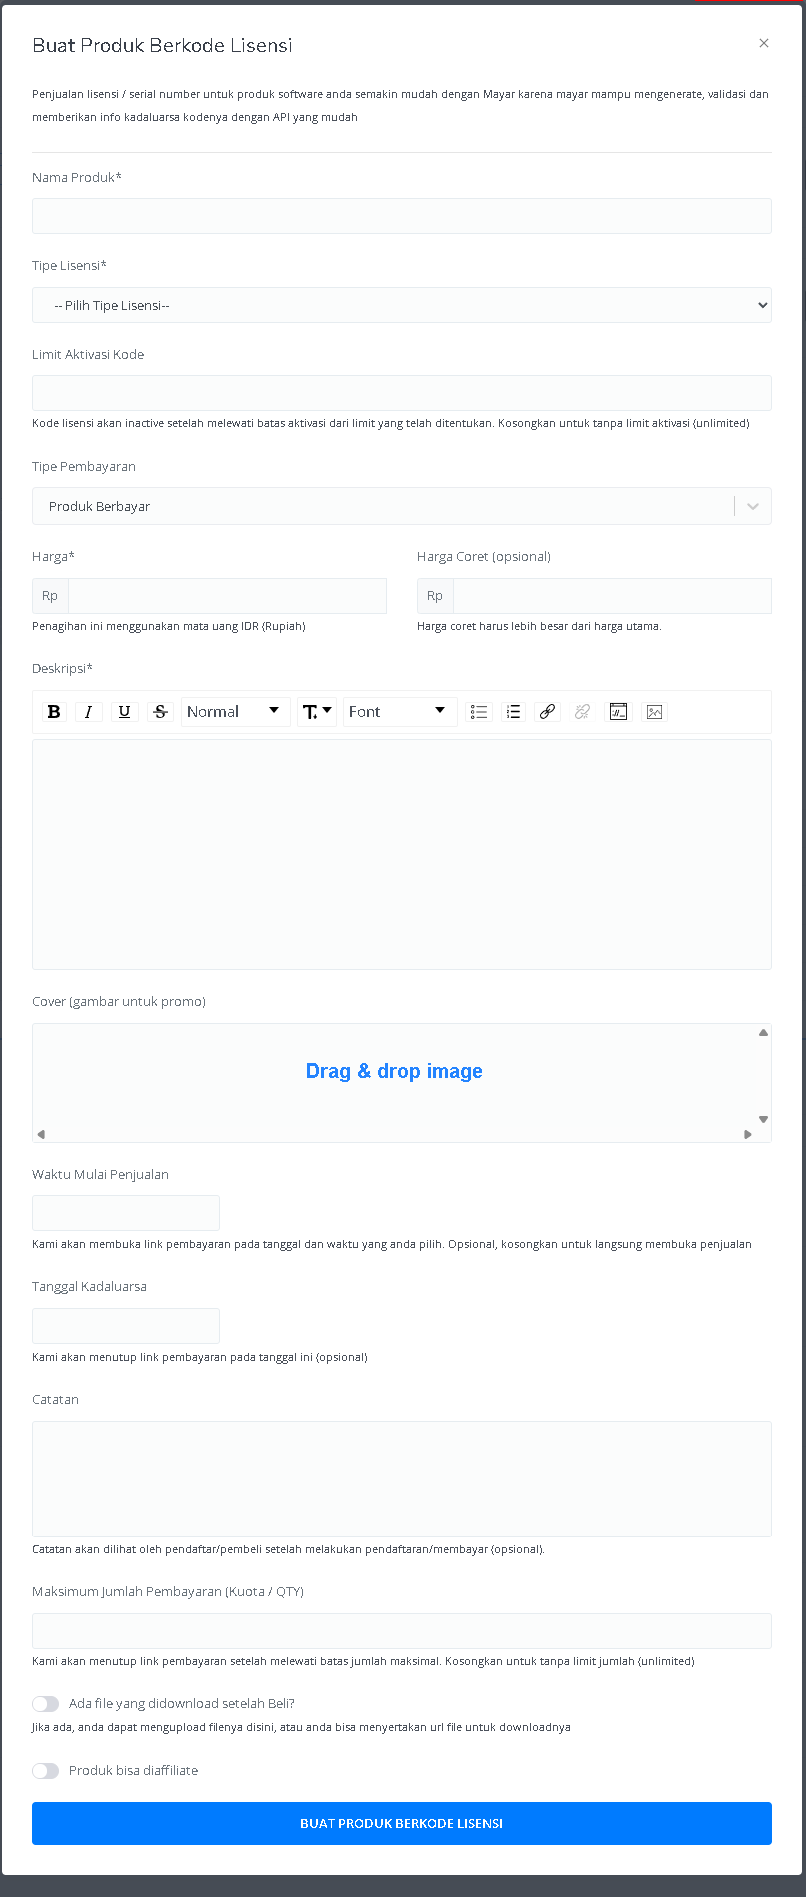 Buat Produk Berkode Lisensi
×
Penjualan lisensi / serial number untuk produk software anda semakin mudah dengan Mayar karena mayar mampu mengenerate, validasi dan
memberikan info kadaluarsa kodenya dengan API yang mudah
Nama Produk*
Tipe Lisensi*
-- Pilih Tipe Lisensi--
Limit Aktivasi Kode
Kode lisensi akan inactive setelah melewati batas aktivasi dari limit yang telah ditentukan. Kosongkan untuk tanpa limit aktivasi (unlimited)
Tipe Pembayaran
Produk Berbayar
Harga* Harga Coret (opsional)
Rp Rp
Penagihan ini menggunakan mata uang IDR (Rupiah) Harga coret harus lebih besar dari harga utama.
Deskripsi*
B I U S Normal T Font
Cover (gambar untuk promo)
Drag & drop image
Waktu Mulai Penjualan
Kami akan membuka link pembayaran pada tanggal dan waktu yang anda pilih. Opsional, kosongkan untuk langsung membuka penjualan
Tanggal Kadaluarsa
Kami akan menutup link pembayaran pada tanggal ini (opsional)
Catatan
Catatan akan dilihat oleh pendaftar/pembeli setelah melakukan pendaftaran/membayar (opsional).
Maksimum Jumlah Pembayaran (Kuota / QTY)
Kami akan menutup link pembayaran setelah melewati batas jumlah maksimal. Kosongkan untuk tanpa limit jumlah (unlimited)
Ada file yang didownload setelah Beli?
Jika ada, anda dapat mengupload filenya disini, atau anda bisa menyertakan url file untuk downloadnya
Produk bisa diaffiliate
BUAT PRODUK BERKODE LISENSI